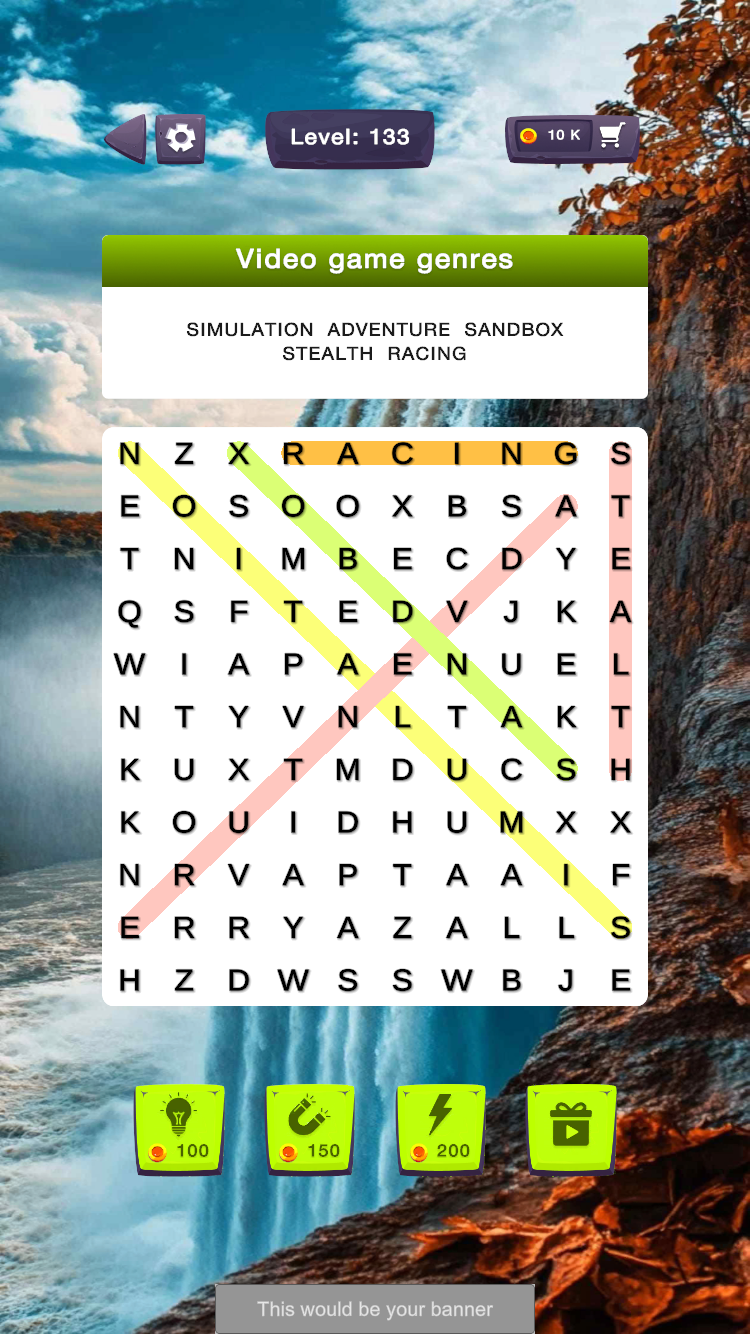 Level: 133
10 K
Video game genres
SIMULATION ADVENTURE SANDBOX
STEALTH RACING
N Z X R A C I N G S
E O S O O X B S A T
T N I M B E C D Y E
Q S F T E D V J K A
W I A P A E N U E L
N T Y V N L T A K T
K U X T M D U C S H
K O U I D H U M X X
N R V A P T A A I F
E R R Y A Z A L L S
H Z D W S S W B J E
100 150 200
This would be your banner